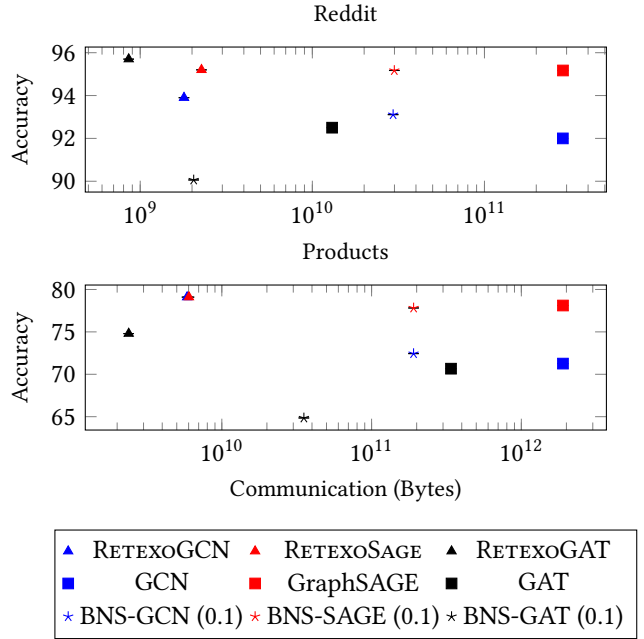 Reddit
Accuracy
96
94
92
90
10^9 10^10 10^11
Products
Accuracy
80
75
70
65
10^10 10^11 10^12
Communication (Bytes)
RETEXOGCN RETEXOSAGE RETEXOGAT
GCN GraphSAGE GAT
BNS-GCN (0.1) BNS-SAGE (0.1) BNS-GAT (0.1)